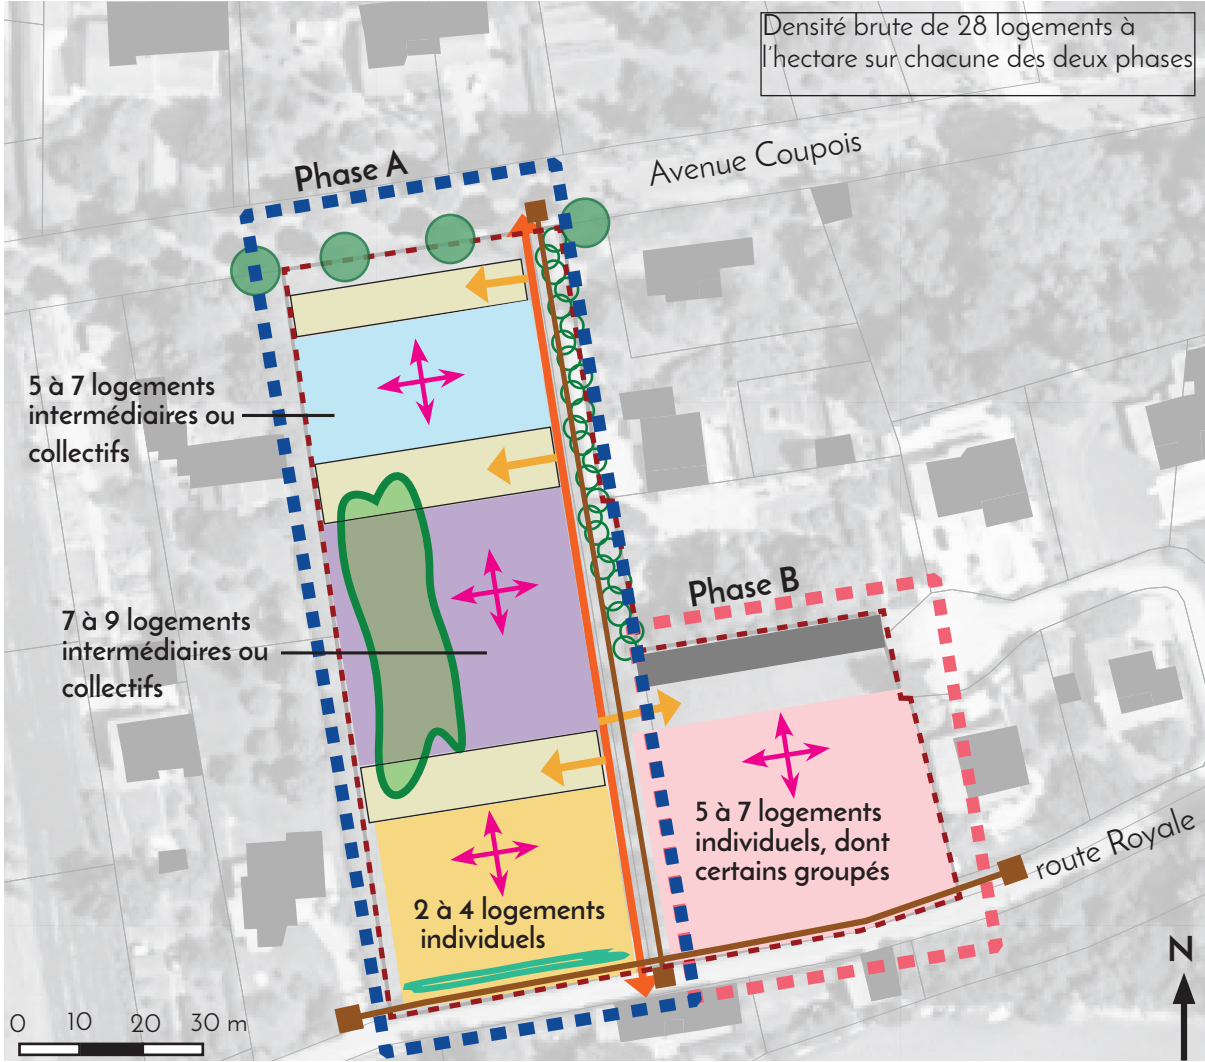 Densité brute de 28 logements à
l'hectare sur chacune des deux phases
Phase A
Avenue Coupois
5 à 7 logements
intermédiaires ou
collectifs
7 à 9 logements
intermédiaires ou
collectifs
Phase B
5 à 7 logements
individuels, dont
certains groupés
route Royale
2 à 4 logements
individuels
N
0 10 20 30 m